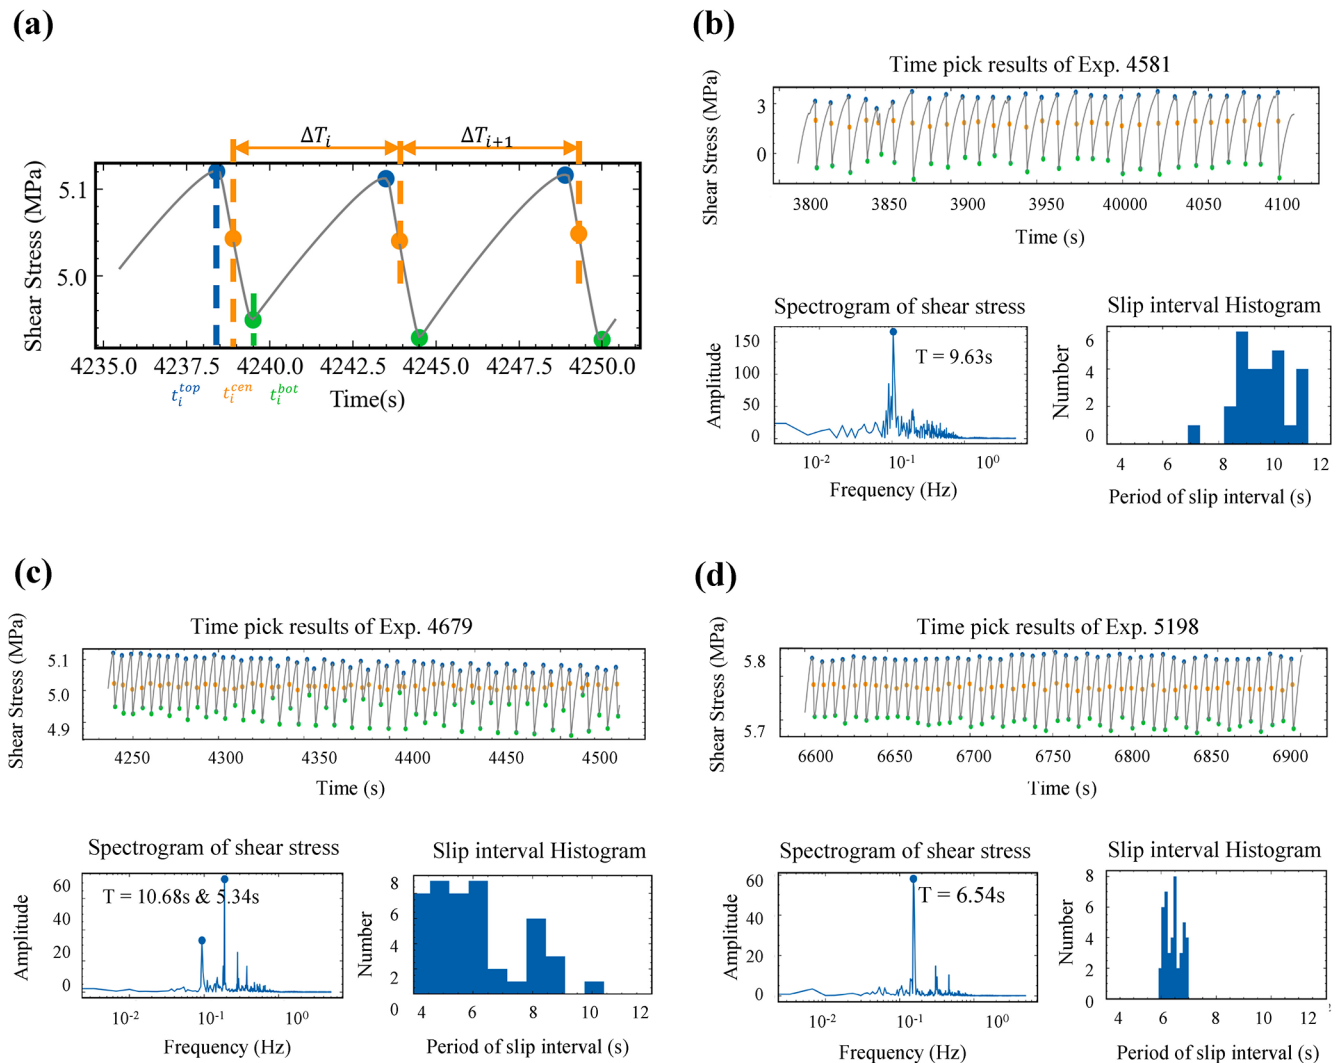 (a)
ΔT_i
ΔT_{i+1}
Shear Stress (MPa)
5.1
5.0
4235.0 4237.5 4240.0 4242.5 4245.0 4247.5 4250.0
t_i^{top} t_i^{cen} t_i^{bot}
Time(s)
(b)
Time pick results of Exp. 4581
Shear Stress (MPa)
3
0
3800 3850 3900 3950 40000 4050 4100
Time (s)
Spectrogram of shear stress
Amplitude
150
100
50
0
T = 9.63s
10^{-2} 10^{-1} 10^{0}
Frequency (Hz)
Slip interval Histogram
Number
6
4
2
0
4 6 8 10 12
Period of slip interval (s)
(c)
Time pick results of Exp. 4679
Shear Stress (MPa)
5.1
5.0
4.9
4250 4300 4350 4400 4450 4500
Time (s)
Spectrogram of shear stress
Amplitude
60
40
20
0
T = 10.68s & 5.34s
10^{-2} 10^{-1} 10^{0}
Frequency (Hz)
Slip interval Histogram
Number
8
6
4
2
0
4 6 8 10 12
Period of slip interval (s)
(d)
Time pick results of Exp. 5198
Shear Stress (MPa)
5.8
5.7
6600 6650 6700 6750 6800 6850 6900
Time (s)
Spectrogram of shear stress
Amplitude
60
40
20
0
T = 6.54s
10^{-2} 10^{-1} 10^{0}
Frequency (Hz)
Slip interval Histogram
Number
8
6
4
2
0
4 6 8 10 12
Period of slip interval (s)